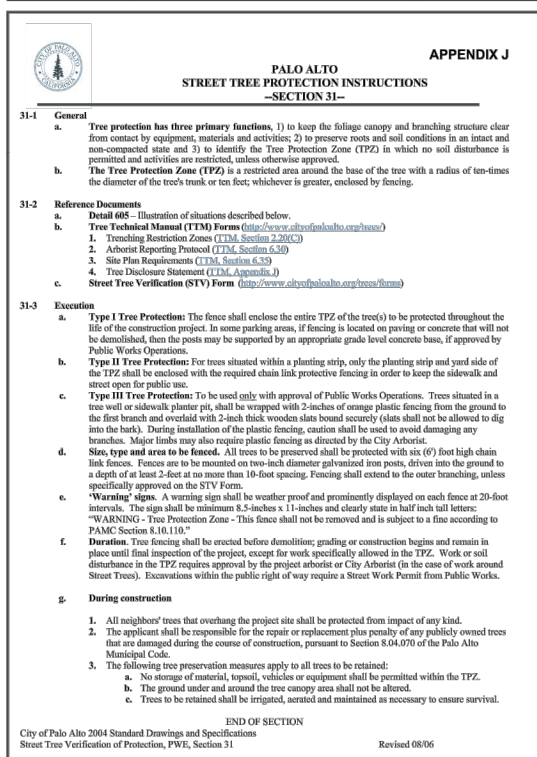 CITY OF PALO ALTO
CALIFORNIA
APPENDIX J
PALO ALTO
STREET TREE PROTECTION INSTRUCTIONS
--SECTION 31--
31-1 General
a. Tree protection has three primary functions, 1) to keep the foliage canopy and branching structure clear
from contact by equipment, materials and activities; 2) to preserve roots and soil conditions in an intact and
non-compacted state and 3) to identify the Tree Protection Zone (TPZ) in which no soil disturbance is
permitted and activities are restricted, unless otherwise approved.
b. The Tree Protection Zone (TPZ) is a restricted area around the base of the tree with a radius of ten-times
the diameter of the tree's trunk or ten feet; whichever is greater, enclosed by fencing.
31-2 Reference Documents
a. Detail 605 – Illustration of situations described below.
b. Tree Technical Manual (TTM) Forms (http://www.cityofpaloalto.org/trees/)
1. Trenching Restriction Zones (TTM, Section 2.20(C))
2. Arborist Reporting Protocol (TTM, Section 6.30)
3. Site Plan Requirements (TTM, Section 6.35)
4. Tree Disclosure Statement (TTM, Appendix J)
c. Street Tree Verification (STV) Form (http://www.cityofpaloalto.org/trees/forms)
31-3 Execution
a. Type I Tree Protection: The fence shall enclose the entire TPZ of the tree(s) to be protected throughout the
life of the construction project. In some parking areas, if fencing is located on paving or concrete that will not
be demolished, then the posts may be supported by an appropriate grade level concrete base, if approved by
Public Works Operations.
b. Type II Tree Protection: For trees situated within a planting strip, only the planting strip and yard side of
the TPZ shall be enclosed with the required chain link protective fencing in order to keep the sidewalk and
street open for public use.
c. Type III Tree Protection: To be used only with approval of Public Works Operations. Trees situated in a
tree well or sidewalk planter pit, shall be wrapped with 2-inches of orange plastic fencing from the ground to
the first branch and overlaid with 2-inch thick wooden slats bound securely (slats shall not be allowed to dig
into the bark). During installation of the plastic fencing, caution shall be used to avoid damaging any
branches. Major limbs may also require plastic fencing as directed by the City Arborist.
d. Size, type and area to be fenced. All trees to be preserved shall be protected with six (6') foot high chain
link fences. Fences are to be mounted on two-inch diameter galvanized iron posts, driven into the ground to
a depth of at least 2-feet at no more than 10-foot spacing. Fencing shall extend to the outer branching, unless
specifically approved on the STV Form.
e. 'Warning' signs. A warning sign shall be weather proof and prominently displayed on each fence at 20-foot
intervals. The sign shall be minimum 8.5-inches x 11-inches and clearly state in half inch tall letters:
"WARNING - Tree Protection Zone - This fence shall not be removed and is subject to a fine according to
PAMC Section 8.10.110."
f. Duration. Tree fencing shall be erected before demolition; grading or construction begins and remain in
place until final inspection of the project, except for work specifically allowed in the TPZ. Work or soil
disturbance in the TPZ requires approval by the project arborist or City Arborist (in the case of work around
Street Trees). Excavations within the public right of way require a Street Work Permit from Public Works.
g. During construction
1. All neighbors' trees that overhang the project site shall be protected from impact of any kind.
2. The applicant shall be responsible for the repair or replacement plus penalty of any publicly owned trees
that are damaged during the course of construction, pursuant to Section 8.04.070 of the Palo Alto
Municipal Code.
3. The following tree preservation measures apply to all trees to be retained:
a. No storage of material, topsoil, vehicles or equipment shall be permitted within the TPZ.
b. The ground under and around the tree canopy area shall not be altered.
c. Trees to be retained shall be irrigated, aerated and maintained as necessary to ensure survival.
END OF SECTION
City of Palo Alto 2004 Standard Drawings and Specifications
Street Tree Verification of Protection, PWE, Section 31 Revised 08/06